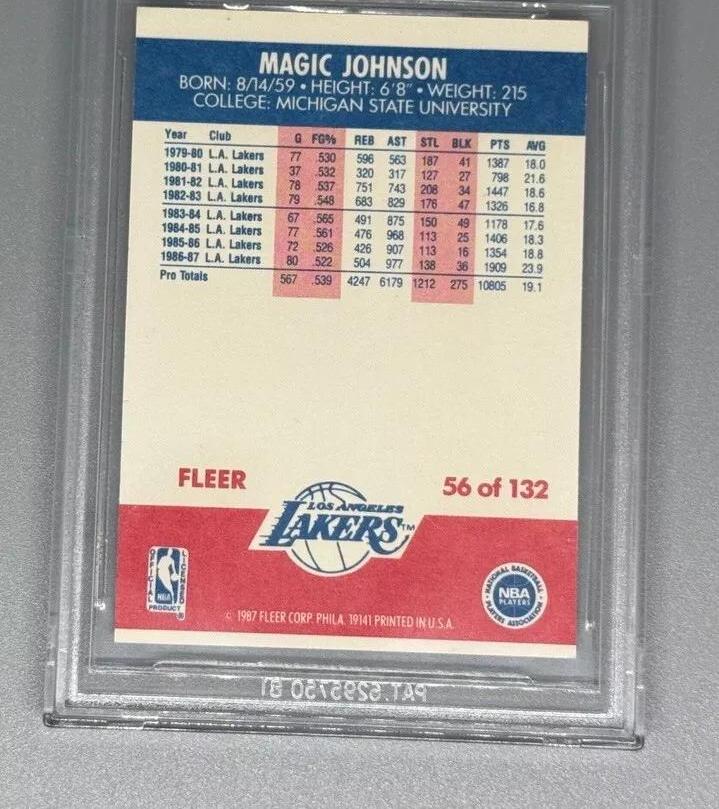 MAGIC JOHNSON
BORN: 8/14/59 • HEIGHT: 6'8" • WEIGHT: 215
COLLEGE: MICHIGAN STATE UNIVERSITY
Year Club G FG% REB AST STL BLK PTS AVG
1979-80 L.A. Lakers 77 .530 596 563 187 41 1387 18.0
1980-81 L.A. Lakers 37 .532 320 317 127 27 798 21.6
1981-82 L.A. Lakers 78 .537 751 743 208 34 1447 18.6
1982-83 L.A. Lakers 79 .548 683 829 176 47 1326 16.8
1983-84 L.A. Lakers 67 .565 491 875 150 49 1178 17.6
1984-85 L.A. Lakers 77 .561 476 968 113 25 1406 18.3
1985-86 L.A. Lakers 72 .526 426 907 113 16 1354 18.8
1986-87 L.A. Lakers 80 .522 504 977 138 36 1909 23.9
Pro Totals 567 .539 4247 6179 1212 275 10805 19.1
FLEER
56 of 132
LOS ANGELES
LAKERS™
OFFICIAL LICENSED
NBA
PRODUCT ®
NATIONAL BASKETBALL
NBA
PLAYERS
PLAYERS ASSOCIATION
© 1987 FLEER CORP. PHILA. 19141 PRINTED IN U.S.A.
PAT. 5295750 B1